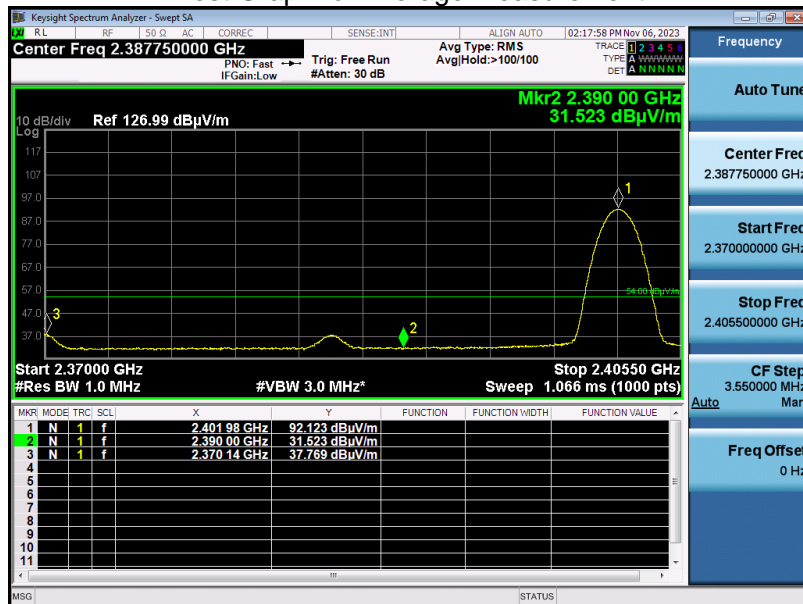 Keysight Spectrum Analyzer - Swept SA
RL RF 50 Ω AC CORREC SENSE:INT ALIGN AUTO 02:17:58 PM Nov 06, 2023
Center Freq 2.387750000 GHz
PNO: Fast
IFGain:Low
Trig: Free Run
#Atten: 30 dB
Avg Type: RMS
Avg|Hold:>100/100
TRACE 1 2 3 4 5 6
TYPE A WWWWW
DET A N N N N N
Mkr2 2.390 00 GHz
31.523 dBµV/m
10 dB/div Ref 126.99 dBµV/m
Log
117
107
97.0
87.0
77.0
67.0
57.0
47.0
37.0
1
2
3
54.00 dBµV/m
Start 2.37000 GHz Stop 2.40550 GHz
#Res BW 1.0 MHz #VBW 3.0 MHz* Sweep 1.066 ms (1000 pts)
MKR MODE TRC SCL X Y FUNCTION FUNCTION WIDTH FUNCTION VALUE
1 N 1 f 2.401 98 GHz 92.123 dBµV/m
2 N 1 f 2.390 00 GHz 31.523 dBµV/m
3 N 1 f 2.370 14 GHz 37.769 dBµV/m
4
5
6
7
8
9
10
11
MSG STATUS
Frequency
Auto Tune
Center Freq
2.387750000 GHz
Start Freq
2.370000000 GHz
Stop Freq
2.405500000 GHz
CF Step
3.550000 MHz
Auto Man
Freq Offset
0 Hz